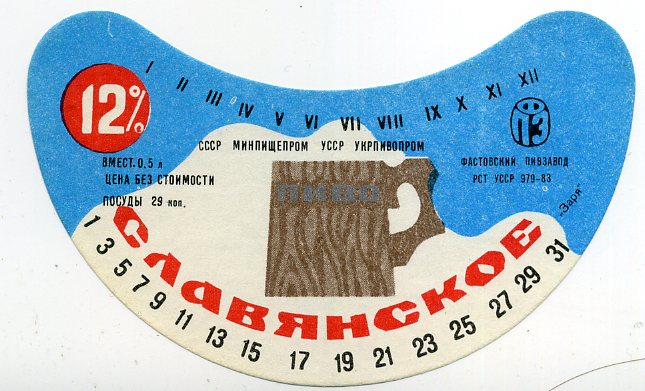 I II III IV V VI VII VIII IX X XI XII
12%
СССР МИНПИЩЕПРОМ УССР УКРПИВОПРОМ
ВМЕСТ. 0,5 л
ЦЕНА БЕЗ СТОИМОСТИ
ПОСУДЫ 29 коп.
ФПЗ
ФАСТОВСКИЙ ПИВЗАВОД
РСТ УССР 979-83
"Заря"
ПИВО
СЛАВЯНСКОЕ
1 3 5 7 9 11 13 15 17 19 21 23 25 27 29 31